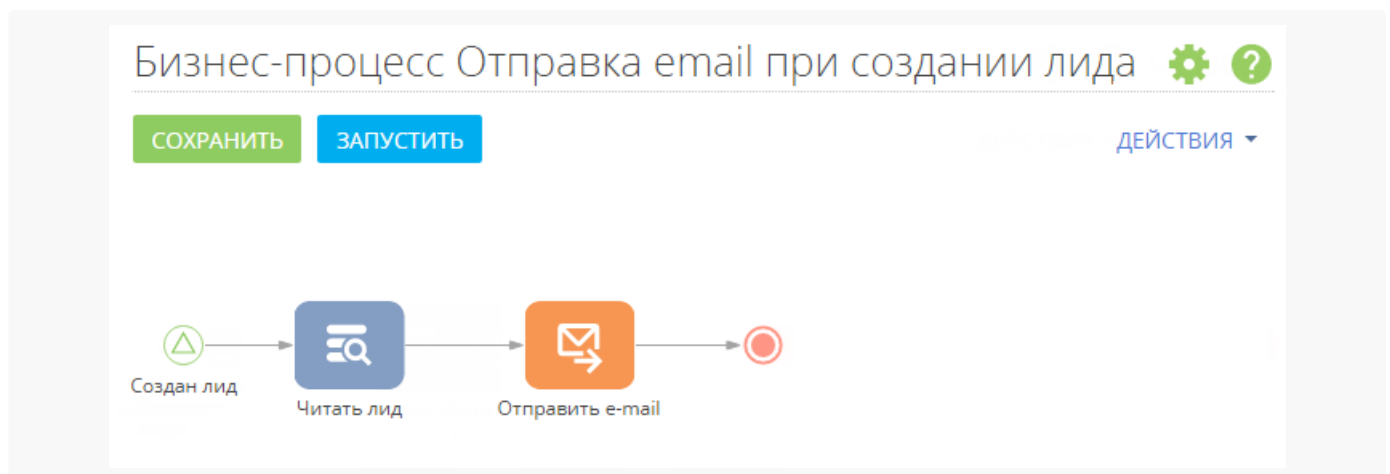 Бизнес-процесс Отправка email при создании лида ?
СОХРАНИТЬ ЗАПУСТИТЬ ДЕЙСТВИЯ
Создан лид
Читать лид Отправить e-mail